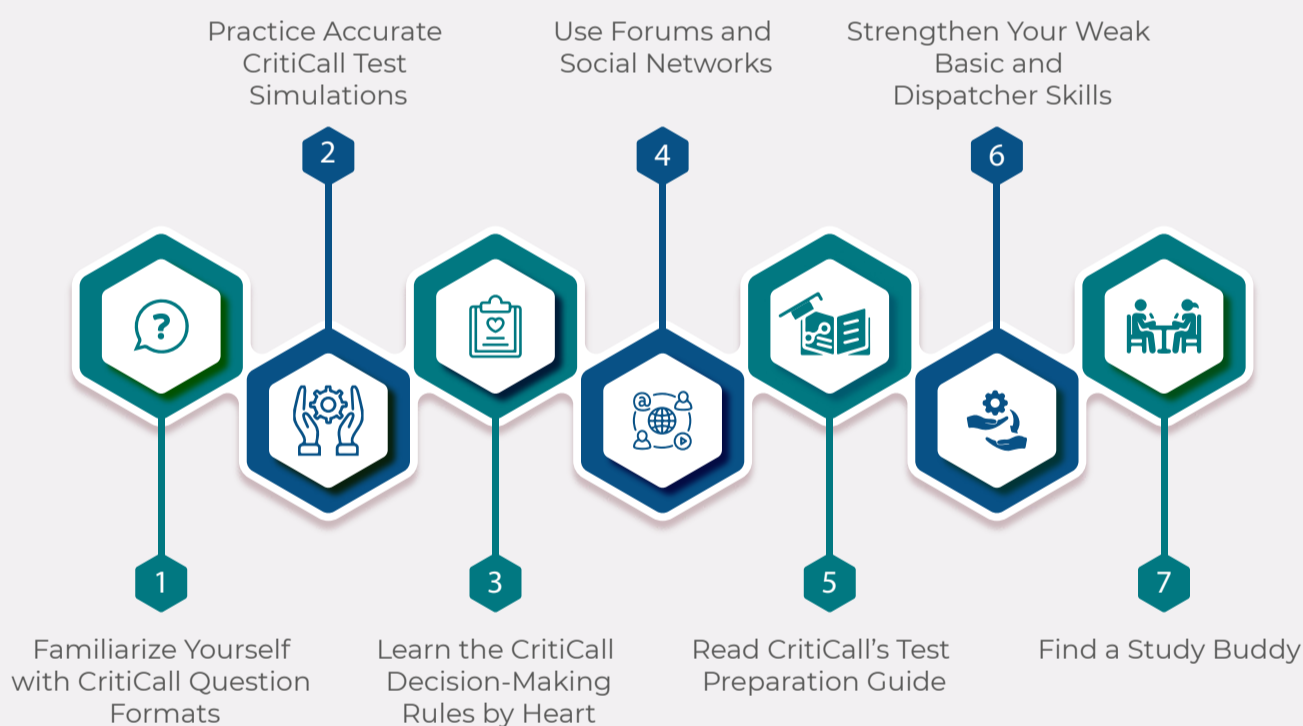 Practice Accurate
CritiCall Test
Simulations
Use Forums and
Social Networks
Strengthen Your Weak
Basic and
Dispatcher Skills
2
4
6
?
@
1
3
5
7
Familiarize Yourself
with CritiCall Question
Formats
Learn the CritiCall
Decision-Making
Rules by Heart
Read CritiCall's Test
Preparation Guide
Find a Study Buddy